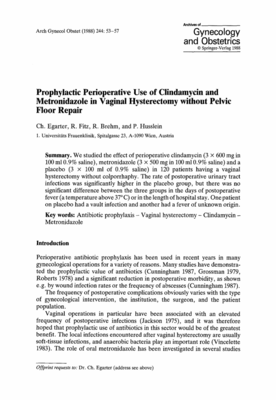 Arch Gynecol Obstet (1988) 244: 53-57
Archives of
Gynecology
and Obstetrics
© Springer-Verlag 1988
Prophylactic Perioperative Use of Clindamycin and
Metronidazole in Vaginal Hysterectomy without Pelvic
Floor Repair
Ch. Egarter, R. Fitz, R. Brehm, and P. Husslein
1. Universitäts Frauenklinik, Spitalgasse 23, A-1090 Wien, Austria
Summary. We studied the effect of perioperative clindamycin (3 × 600 mg in
100 ml 0.9% saline), metronidazole (3 × 500 mg in 100 ml 0.9% saline) and a
placebo (3 × 100 ml of 0.9% saline) in 120 patients having a vaginal
hysterectomy without colporrhaphy. The rate of postoperative urinary tract
infections was significantly higher in the placebo group, but there was no
significant difference between the three groups in the days of postoperative
fever (a temperature above 37°C) or in the length of hospital stay. One patient
on placebo had a vault infection and another had a fever of unknown origin.
Key words: Antibiotic prophylaxis – Vaginal hysterectomy – Clindamycin –
Metronidazole
Introduction
Perioperative antibiotic prophylaxis has been used in recent years in many
gynecological operations for a variety of reasons. Many studies have demonstra-
ted the prophylactic value of antibiotics (Cunningham 1987, Grossman 1979,
Roberts 1978) and a significant reduction in postoperative morbidity, as shown
e.g. by wound infection rates or the frequency of abscesses (Cunningham 1987).
The frequency of postoperative complications obviously varies with the type
of gynecological intervention, the institution, the surgeon, and the patient
population.
Vaginal operations in particular have been associated with an elevated
frequency of postoperative infections (Jackson 1975), and it was therefore
hoped that prophylactic use of antibiotics in this sector would be of the greatest
benefit. The local infections encountered after vaginal hysterectomy are usually
soft-tissue infections, and anaerobic bacteria play an important role (Vincelette
1983). The role of oral metronidazole has been investigated in several studies
Offprint requests to: Dr. Ch. Egarter (address see above)